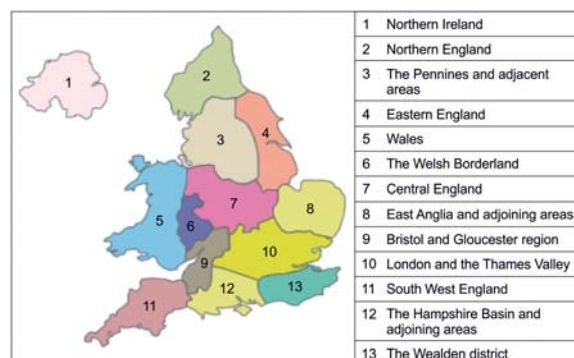 1 Northern Ireland
2 Northern England
3 The Pennines and adjacent
areas
4 Eastern England
5 Wales
6 The Welsh Borderland
7 Central England
8 East Anglia and adjoining areas
9 Bristol and Gloucester region
10 London and the Thames Valley
11 South West England
12 The Hampshire Basin and
adjoining areas
13 The Wealden district
1
2
3
4
5
6
7
8
9
10
11
12
13